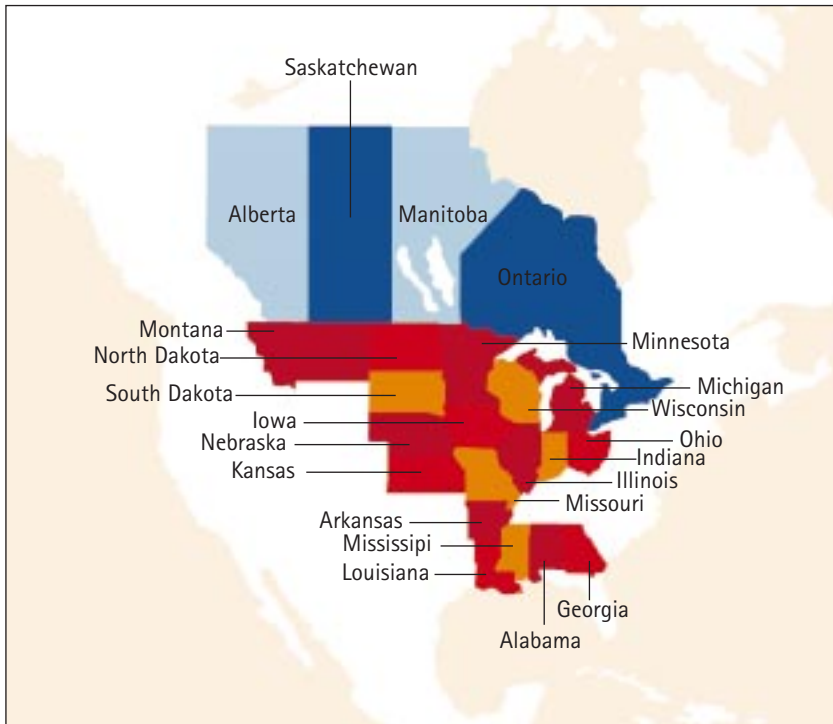 Saskatchewan
Alberta
Manitoba
Ontario
Montana
Minnesota
North Dakota
Michigan
South Dakota
Wisconsin
Iowa
Ohio
Nebraska
Indiana
Kansas
Illinois
Missouri
Arkansas
Mississipi
Louisiana
Georgia
Alabama